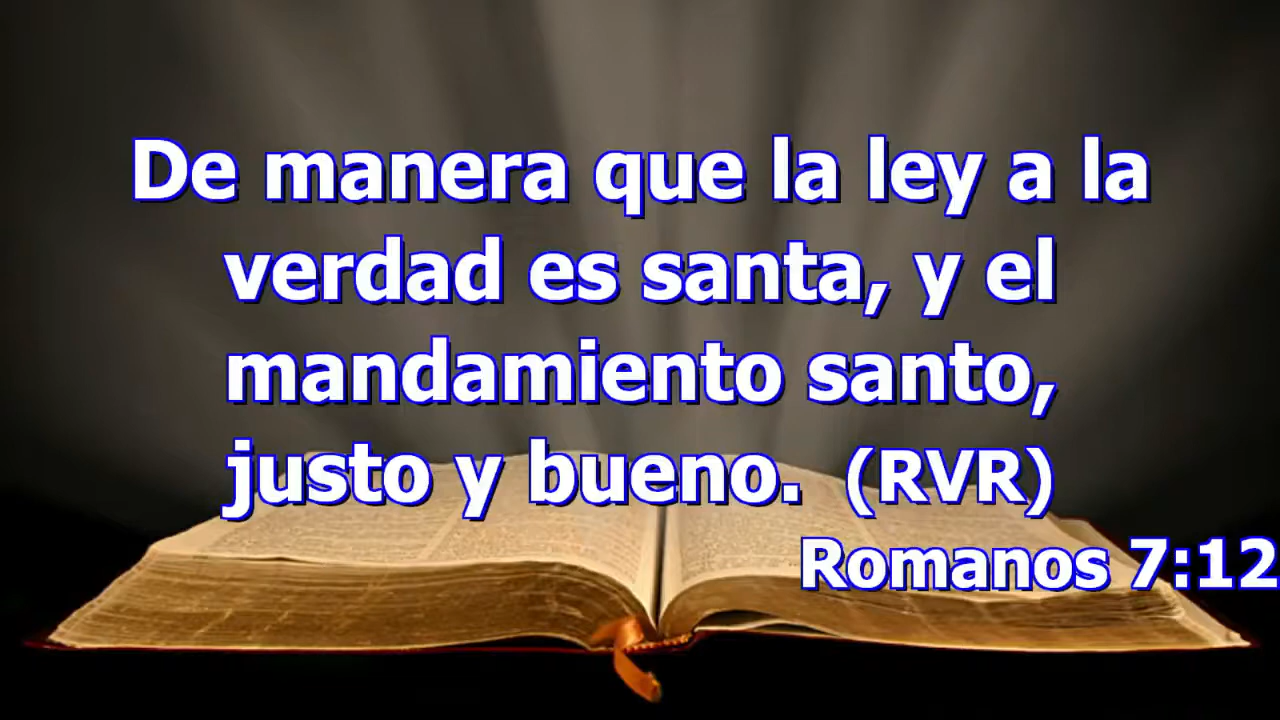 De manera que la ley a la
verdad es santa, y el
mandamiento santo,
justo y bueno. (RVR)
Romanos 7:12